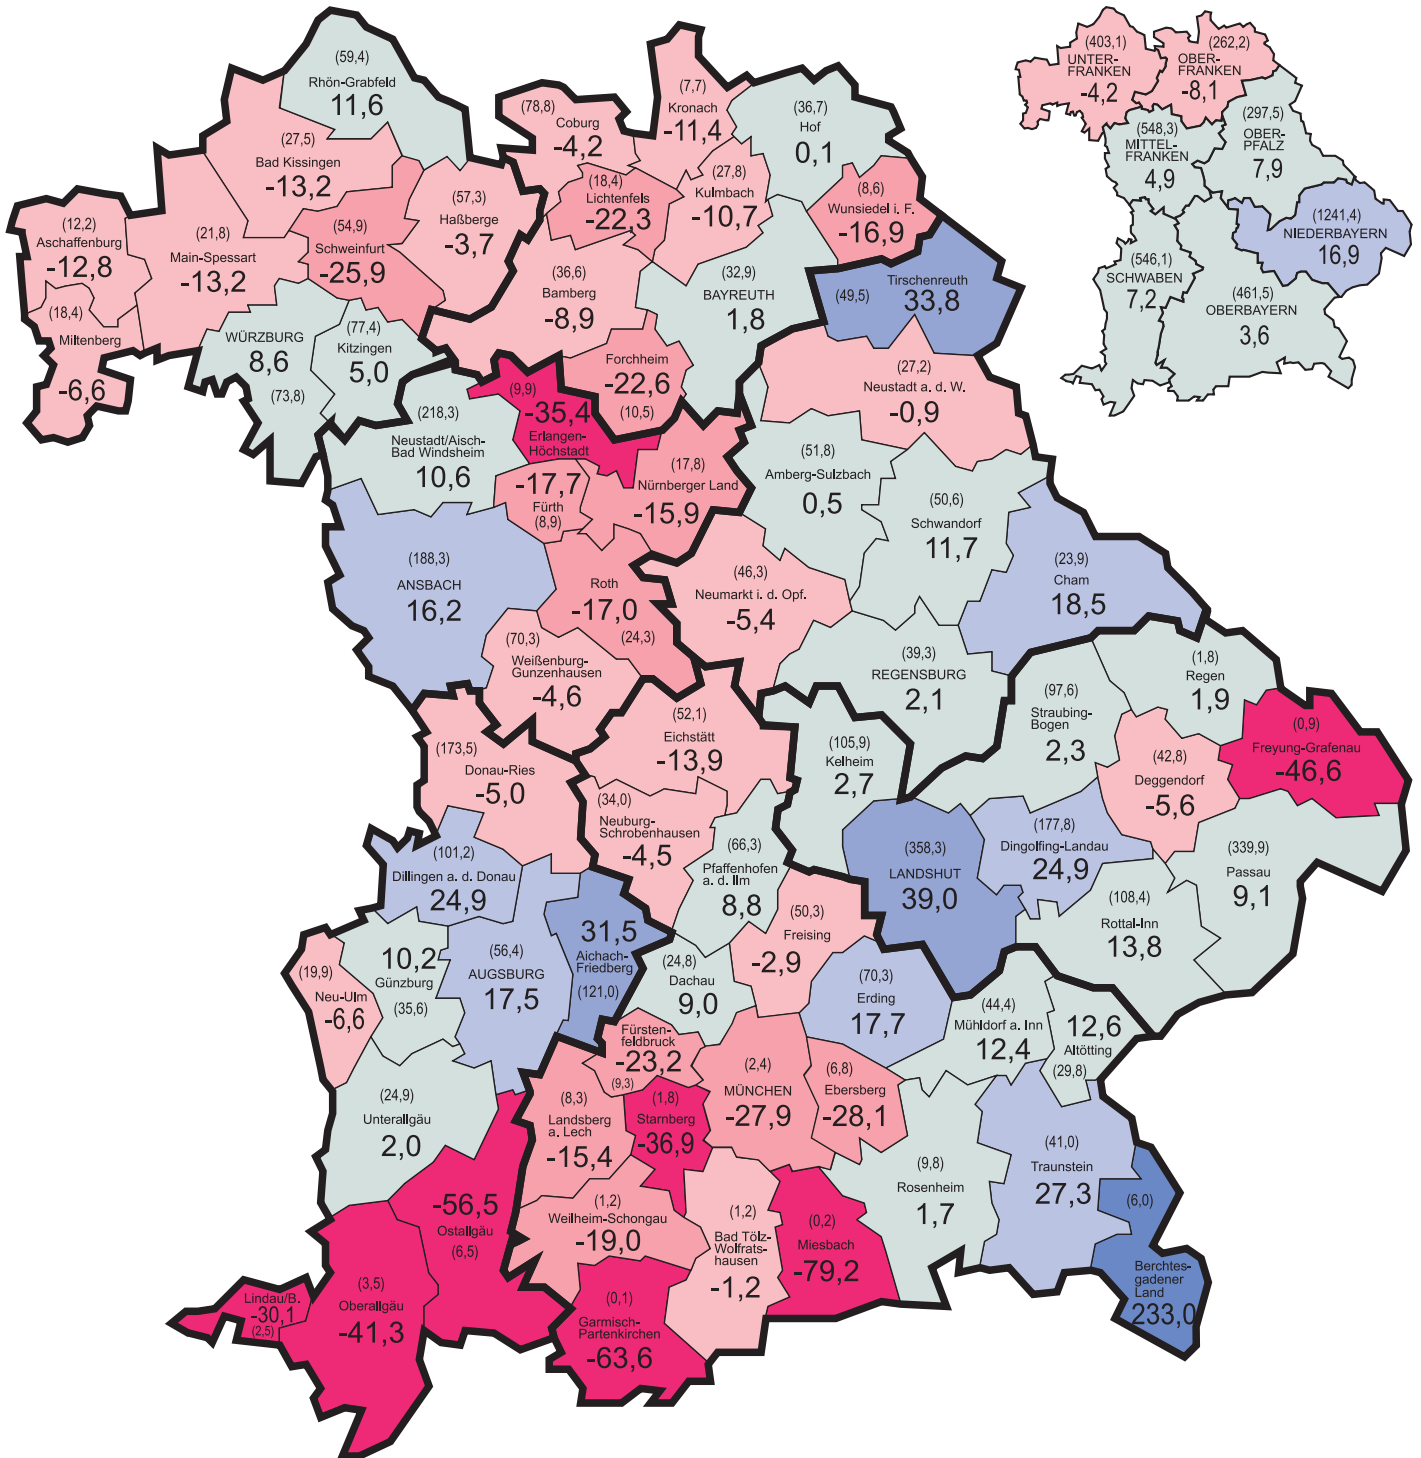 (59,4)
Rhön-Grabfeld
11,6
(27,5)
Bad Kissingen
-13,2
(12,2)
Aschaffenburg
-12,8
(21,8)
Main-Spessart
-13,2
(54,9)
Schweinfurt
-25,9
(57,3)
Haßberge
-3,7
(18,4)
Miltenberg
-6,6
WÜRZBURG
8,6
(73,8)
(77,4)
Kitzingen
5,0
(78,8)
Coburg
-4,2
(7,7)
Kronach
-11,4
(36,7)
Hof
0,1
(18,4)
Lichtenfels
-22,3
(27,8)
Kulmbach
-10,7
(8,6)
Wunsiedel i. F.
-16,9
(36,6)
Bamberg
-8,9
(32,9)
BAYREUTH
1,8
Forchheim
-22,6
(10,5)
(49,5)
Tirschenreuth
33,8
(27,2)
Neustadt a. d. W.
-0,9
(51,8)
Amberg-Sulzbach
0,5
(50,6)
Schwandorf
11,7
(23,9)
Cham
18,5
(46,3)
Neumarkt i. d. Opf.
-5,4
(39,3)
REGENSBURG
2,1
(218,3)
Neustadt/Aisch-
Bad Windsheim
10,6
(9,9)
-35,4
Erlangen-
Höchstadt
-17,7
Fürth
(8,9)
(17,8)
Nürnberger Land
-15,9
(188,3)
ANSBACH
16,2
Roth
-17,0
(24,3)
(70,3)
Weißenburg-
Gunzenhausen
-4,6
(97,6)
Straubing-
Bogen
2,3
(1,8)
Regen
1,9
(0,9)
Freyung-Grafenau
-46,6
(42,8)
Deggendorf
-5,6
(105,9)
Kelheim
2,7
(358,3)
LANDSHUT
39,0
(177,8)
Dingolfing-Landau
24,9
(339,9)
Passau
9,1
(108,4)
Rottal-Inn
13,8
(173,5)
Donau-Ries
-5,0
(101,2)
Dillingen a. d. Donau
24,9
(19,9)
Neu-Ulm
-6,6
10,2
Günzburg
(35,6)
(56,4)
AUGSBURG
17,5
31,5
Aichach-
Friedberg
(121,0)
(24,9)
Unterallgäu
2,0
-56,5
Ostallgäu
(6,5)
Lindau/B.
-30,1
(2,5)
(3,5)
Oberallgäu
-41,3
(52,1)
Eichstätt
-13,9
(34,0)
Neuburg-
Schrobenhausen
-4,5
(66,3)
Pfaffenhofen
a. d. Ilm
8,8
(50,3)
Freising
-2,9
(24,8)
Dachau
9,0
(70,3)
Erding
17,7
(44,4)
Mühldorf a. Inn
12,4
12,6
Altötting
(29,8)
Fürsten-
feldbruck
-23,2
(9,3)
(2,4)
MÜNCHEN
-27,9
(6,8)
Ebersberg
-28,1
(8,3)
Landsberg
a. Lech
-15,4
(1,8)
Starnberg
-36,9
(1,2)
Weilheim-Schongau
-19,0
(1,2)
Bad Tölz-
Wolfrats-
hausen
-1,2
(0,2)
Miesbach
-79,2
(9,8)
Rosenheim
1,7
(41,0)
Traunstein
27,3
(6,0)
Berchtes-
gadener
Land
233,0
(0,1)
Garmisch-
Partenkirchen
-63,6
(403,1)
UNTER-
FRANKEN
-4,2
(262,2)
OBER-
FRANKEN
-8,1
(548,3)
MITTEL-
FRANKEN
4,9
(297,5)
OBER-
PFALZ
7,9
(1241,4)
NIEDERBAYERN
16,9
(546,1)
SCHWABEN
7,2
(461,5)
OBERBAYERN
3,6